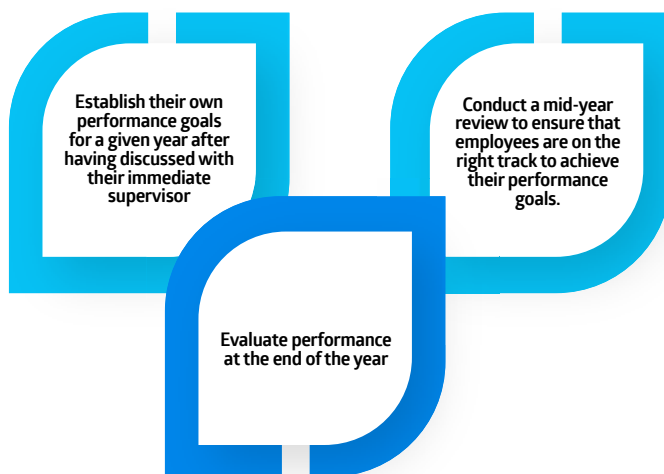 Establish their own
performance goals
for a given year after
having discussed with
their immediate
supervisor
Conduct a mid-year
review to ensure that
employees are on the
right track to achieve
their performance
goals.
Evaluate performance
at the end of the year